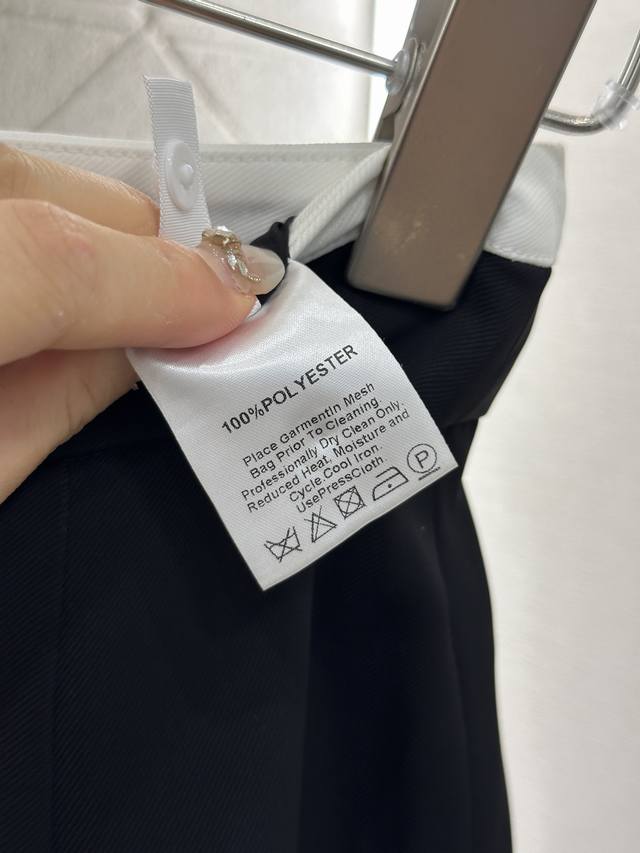 100%POLYESTER
Place GarmentIn Mesh
Bag Prior To Cleaning
Professionally Dry Clean Only.
Reduced Heat, Moisture and
Cycle.Cool Iron.
UsePressCloth
P